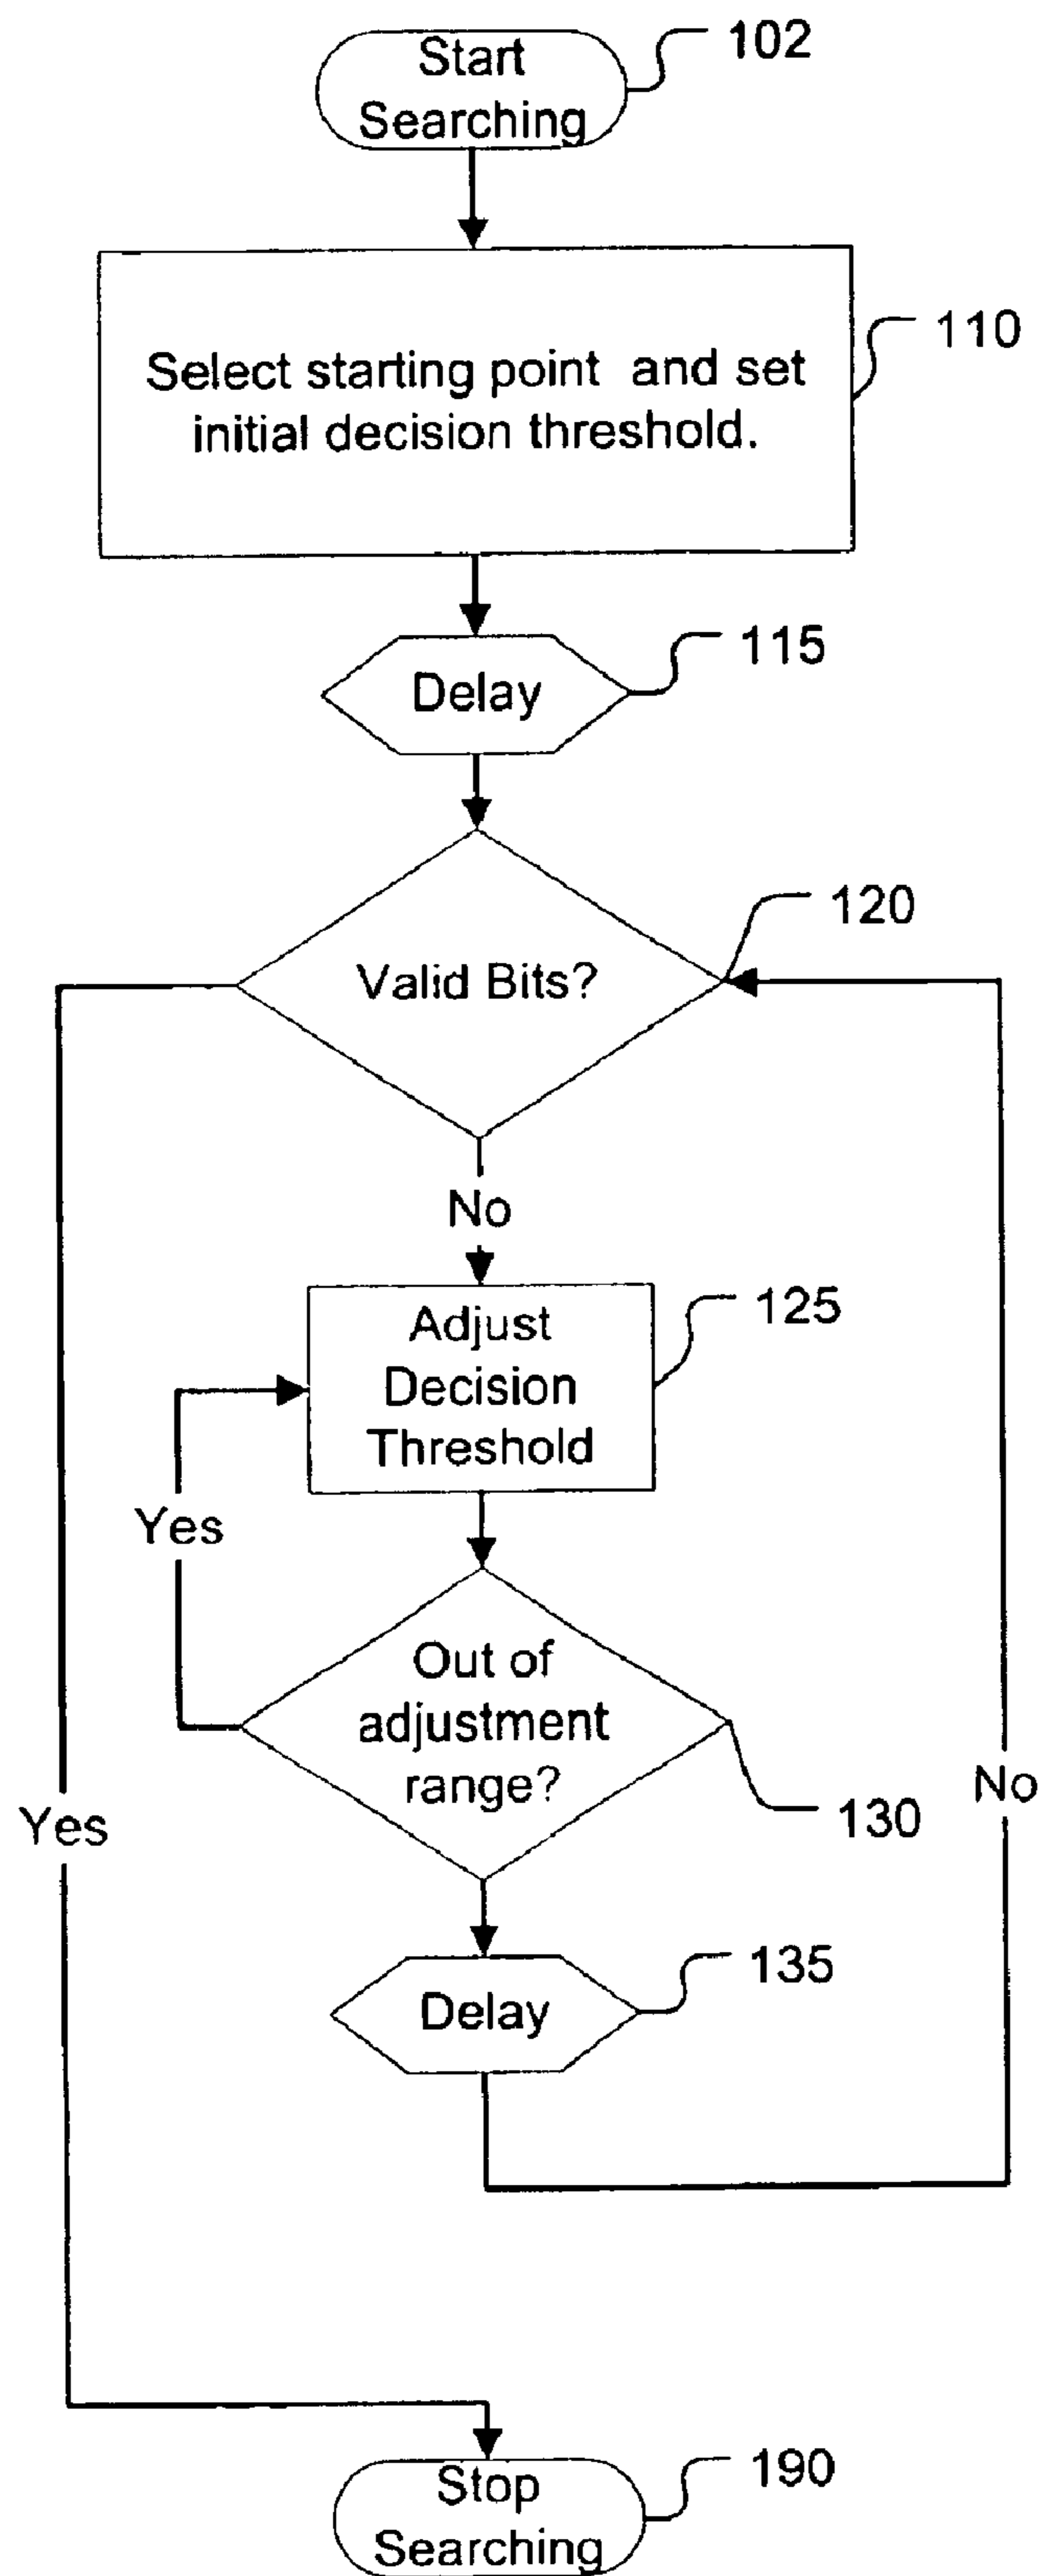 Start
Searching
102
Select starting point and set
initial decision threshold.
110
Delay
115
Valid Bits?
120
No
Adjust
Decision
Threshold
125
Yes
Out of
adjustment
range?
130
No
Yes
Delay
135
Stop
Searching
190